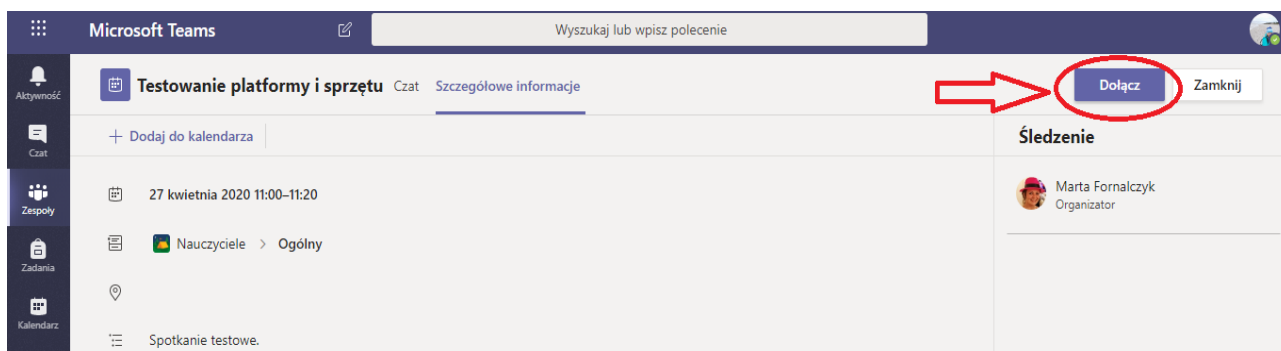 Microsoft Teams
Wyszukaj lub wpisz polecenie
Aktywność
Czat
Zespoły
Zadania
Kalendarz
Testowanie platformy i sprzętu Czat Szczegółowe informacje
Dołącz Zamknij
+ Dodaj do kalendarza
27 kwietnia 2020 11:00–11:20
Nauczyciele > Ogólny
Spotkanie testowe.
Śledzenie
Marta Fornalczyk
Organizator